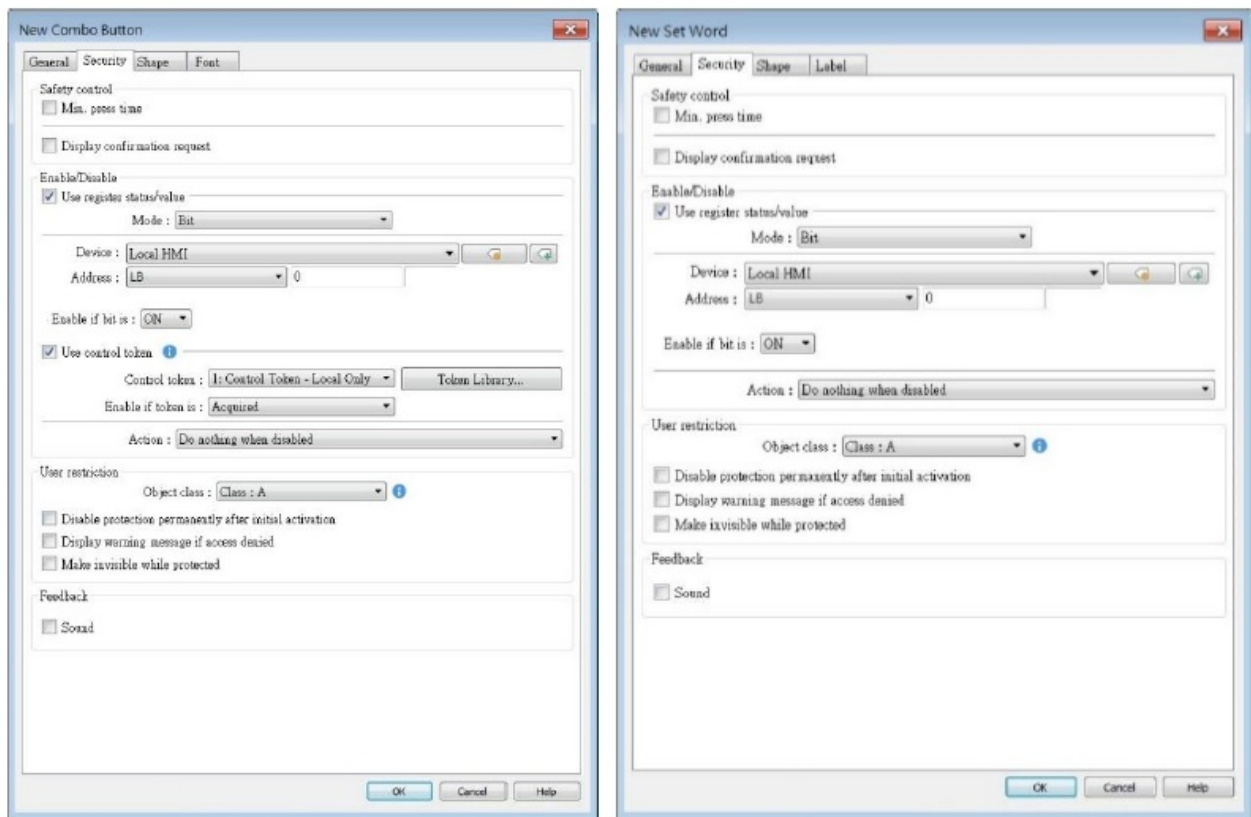 New Combo Button
General Security Shape Font
Safety control
Min. press time
Display confirmation request
Enable/Disable
Use register status/value
Mode : Bit
Device : Local HMI
Address : LB 0
Enable if bit is : ON
Use control token
Control token : 1: Control Token - Local Only Token Library...
Enable if token is : Acquired
Action : Do nothing when disabled
User restriction
Object class : Class : A
Disable protection permanently after initial activation
Display warning message if access denied
Make invisible while protected
Feedback
Sound
OK Cancel Help
New Set Word
General Security Shape Label
Safety control
Min. press time
Display confirmation request
Enable/Disable
Use register status/value
Mode : Bit
Device : Local HMI
Address : LB 0
Enable if bit is : ON
Action : Do nothing when disabled
User restriction
Object class : Class : A
Disable protection permanently after initial activation
Display warning message if access denied
Make invisible while protected
Feedback
Sound
OK Cancel Help